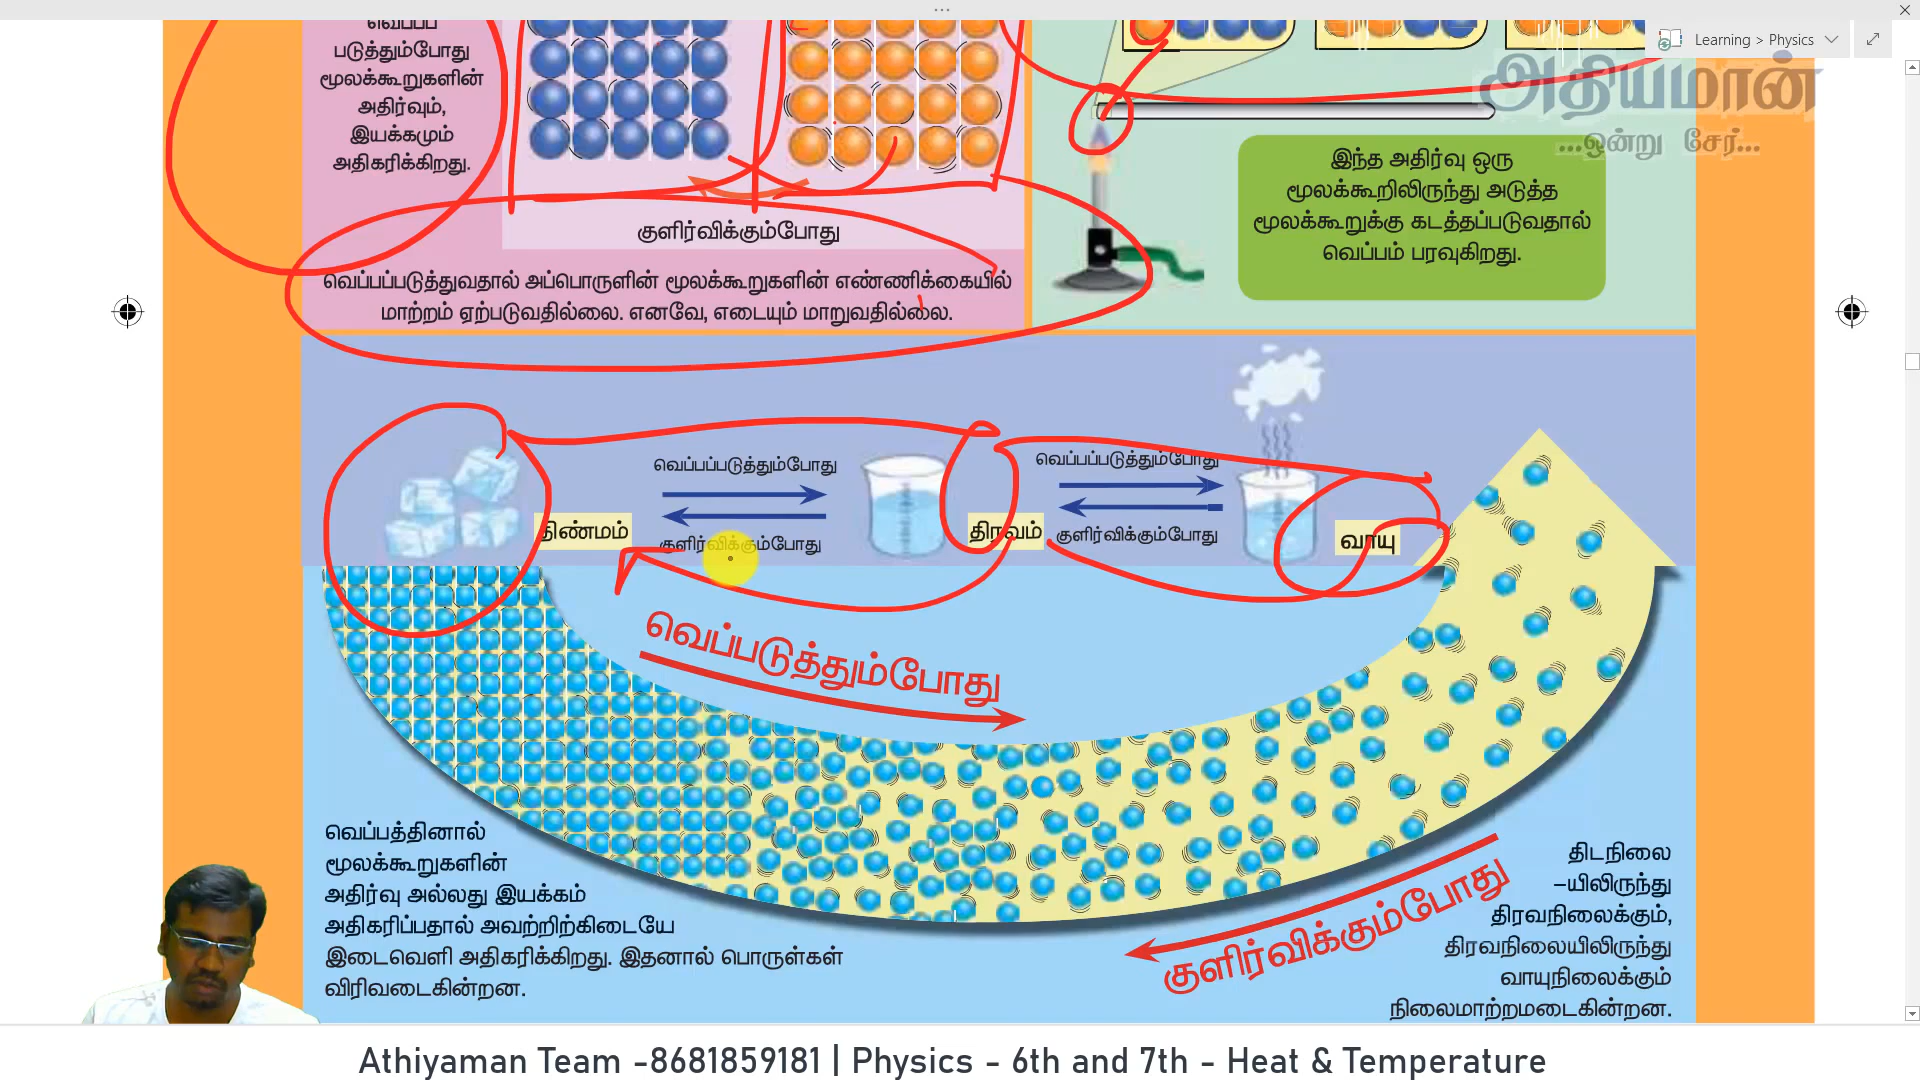 Learning > Physics
வெப்பப்
படுத்தும்போது
மூலக்கூறுகளின்
அதிர்வும்,
இயக்கமும்
அதிகரிக்கிறது.
குளிர்விக்கும்போது
வெப்பப்படுத்துவதால் அப்பொருளின் மூலக்கூறுகளின் எண்ணிக்கையில்
மாற்றம் ஏற்படுவதில்லை. எனவே, எடையும் மாறுவதில்லை.
அதியமான்
...ஒன்று சேர்...
இந்த அதிர்வு ஒரு
மூலக்கூறிலிருந்து அடுத்த
மூலக்கூறுக்கு கடத்தப்படுவதால்
வெப்பம் பரவுகிறது.
வெப்பப்படுத்தும்போது
வெப்பப்படுத்தும்போது
திண்மம்
திரவம்
வாயு
குளிர்விக்கும்போது
குளிர்விக்கும்போது
வெப்படுத்தும்போது
குளிர்விக்கும்போது
வெப்பத்தினால்
மூலக்கூறுகளின்
அதிர்வு அல்லது இயக்கம்
அதிகரிப்பதால் அவற்றிற்கிடையே
இடைவெளி அதிகரிக்கிறது. இதனால் பொருள்கள்
விரிவடைகின்றன.
திடநிலை
–யிலிருந்து
திரவநிலைக்கும்,
திரவநிலையிலிருந்து
வாயுநிலைக்கும்
நிலைமாற்றமடைகின்றன.
Athiyaman Team -8681859181 | Physics - 6th and 7th - Heat & Temperature